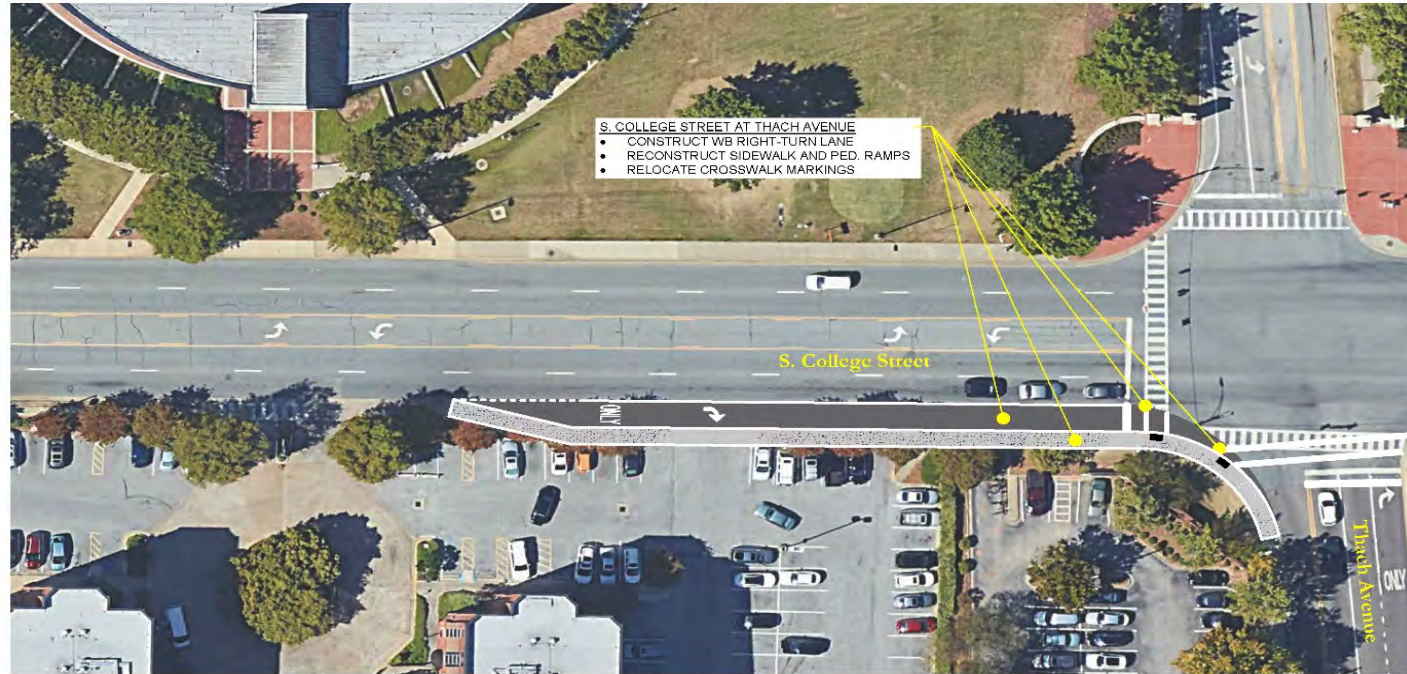 S. COLLEGE STREET AT THACH AVENUE
• CONSTRUCT WB RIGHT-TURN LANE
• RECONSTRUCT SIDEWALK AND PED. RAMPS
• RELOCATE CROSSWALK MARKINGS
S. College Street
ONLY
Thach Avenue
ONLY